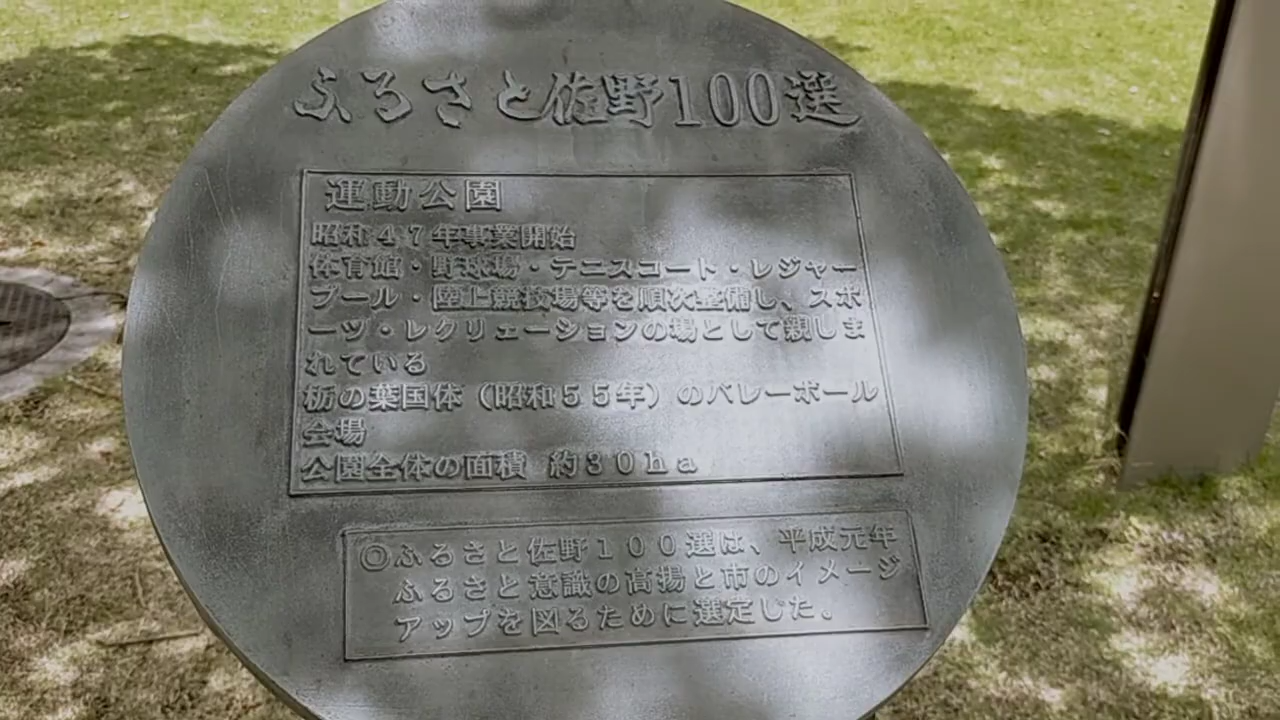 ふるさと佐野100選
運動公園
昭和４７年事業開始
体育館・野球場・テニスコート・レジャー
プール・陸上競技場等を順次整備し、スポ
ーツ・レクリェーションの場として親しま
れている
栃の葉国体（昭和５５年）のバレーボール
会場
公園全体の面積 約３０ｈａ
◎ふるさと佐野１００選は、平成元年
ふるさと意識の高揚と市のイメージ
アップを図るために選定した。